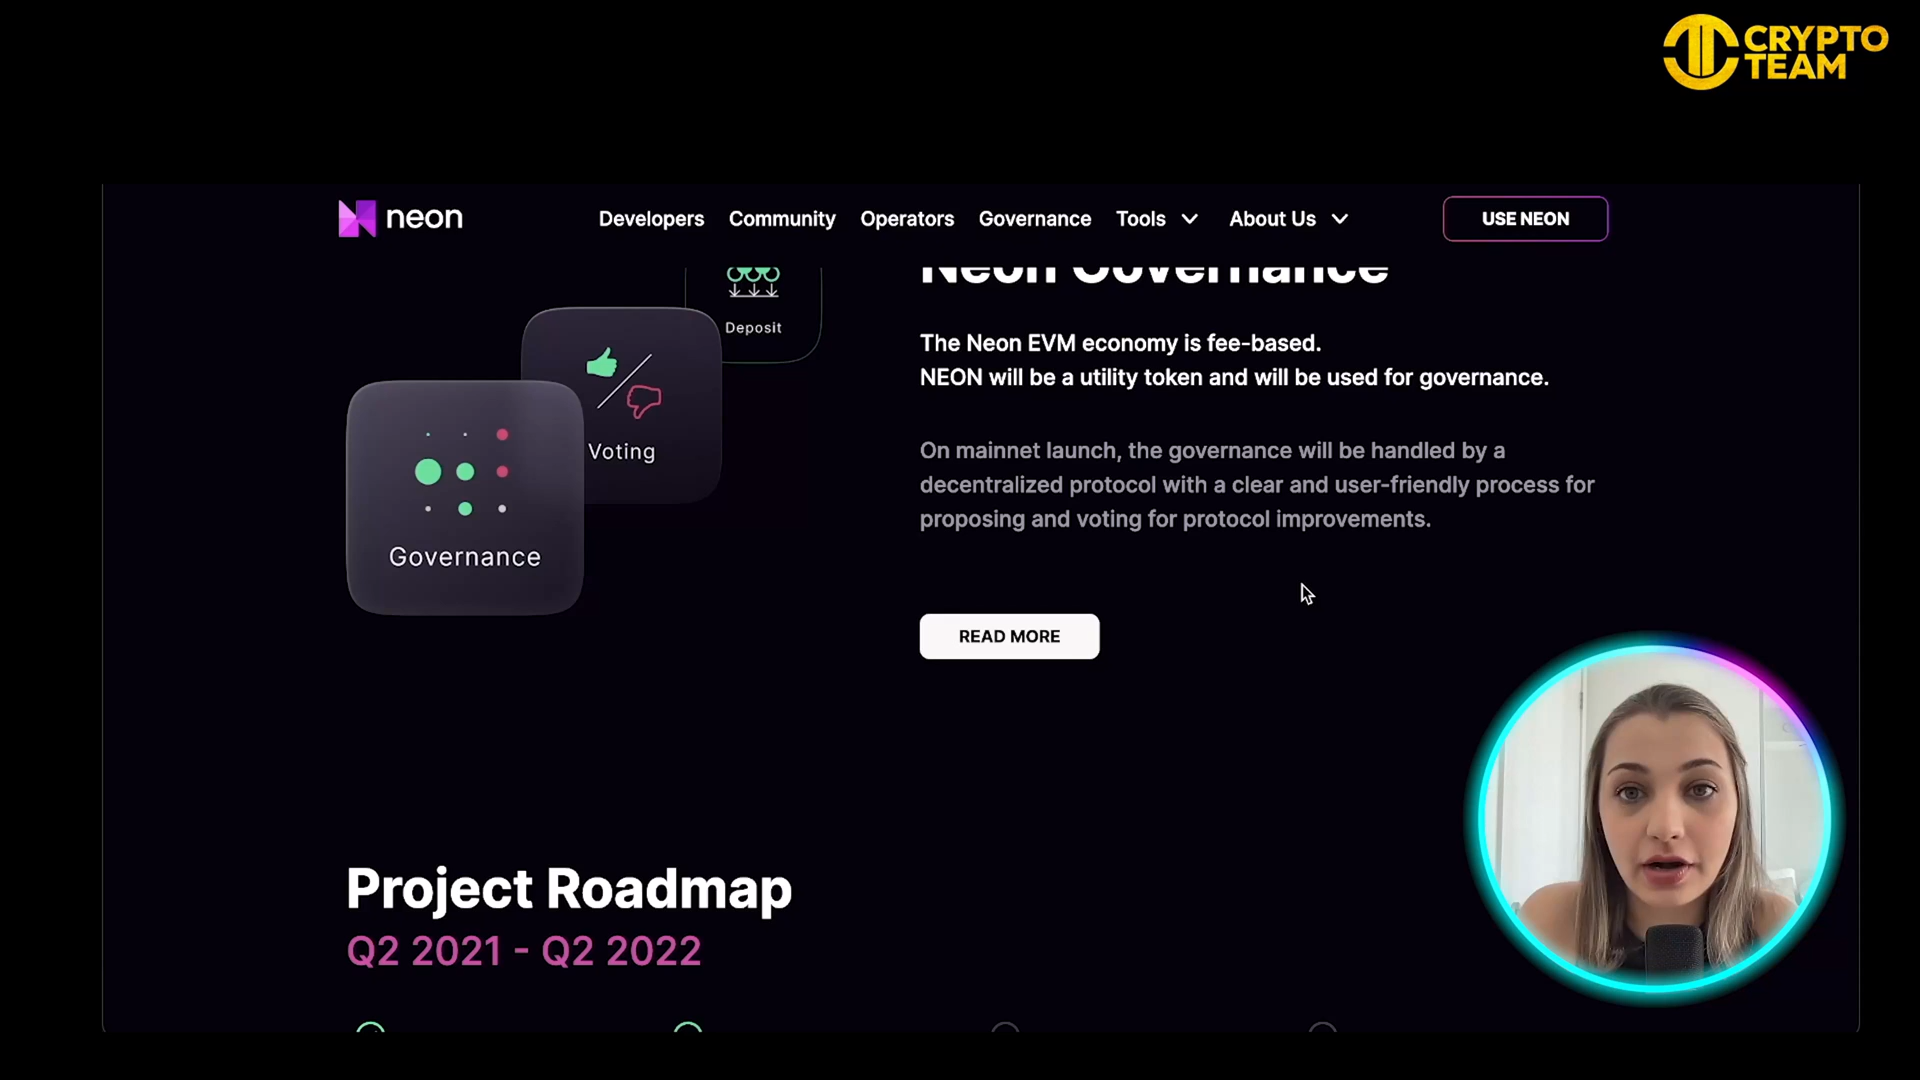 CRYPTO
TEAM
neon
Developers
Community
Operators
Governance
Tools
About Us
USE NEON
Neon Governance
Deposit
The Neon EVM economy is fee-based.
NEON will be a utility token and will be used for governance.
Voting
On mainnet launch, the governance will be handled by a
decentralized protocol with a clear and user-friendly process for
proposing and voting for protocol improvements.
Governance
READ MORE
Project Roadmap
Q2 2021 - Q2 2022